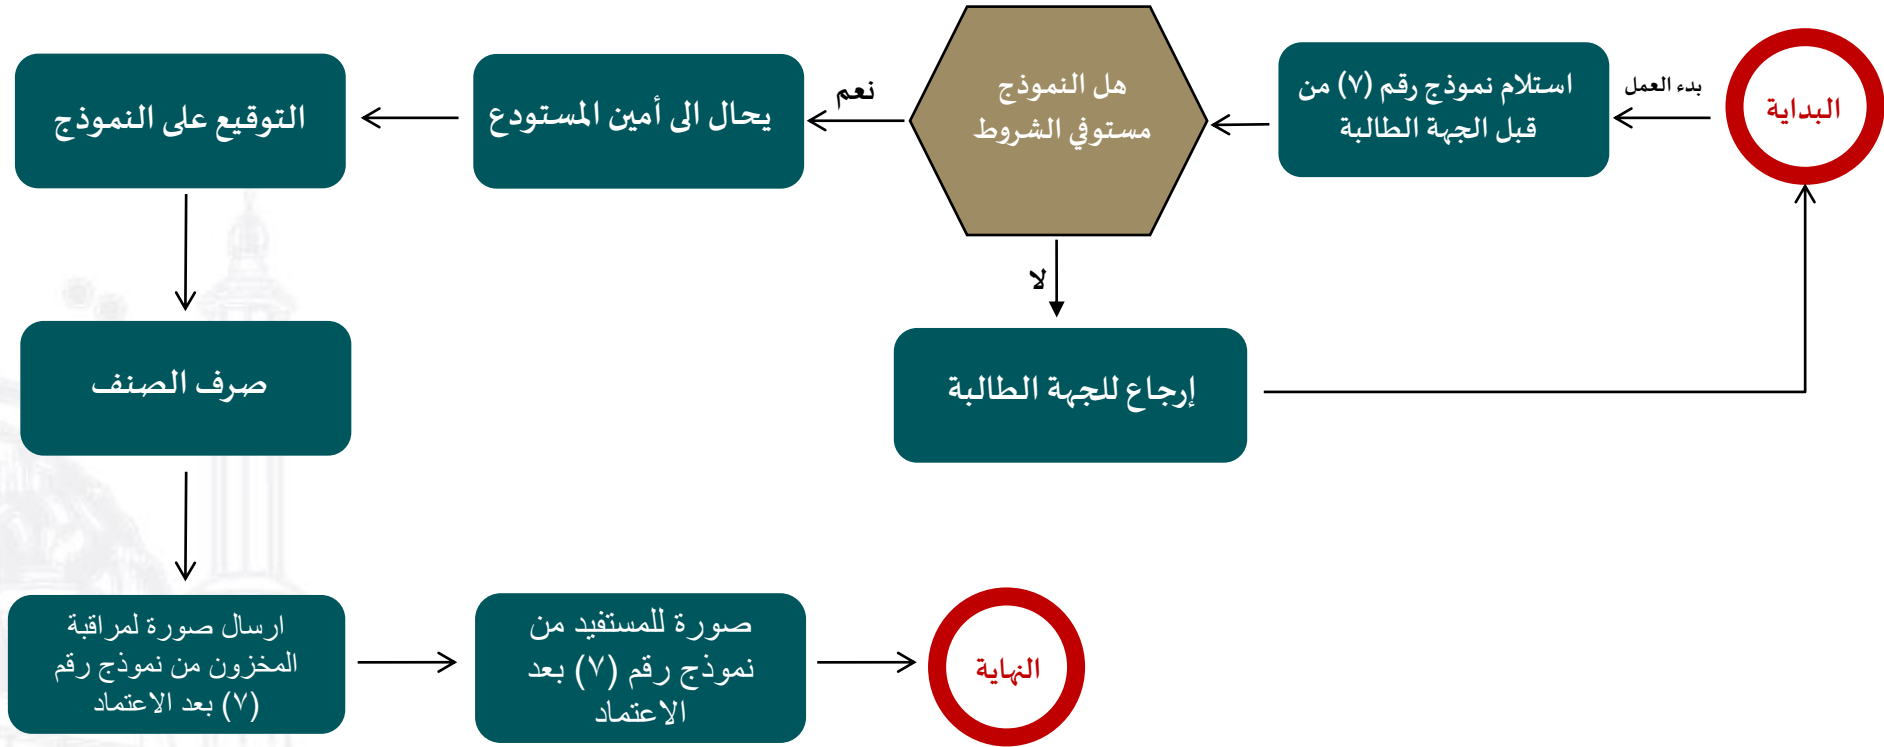 البداية
بدء العمل
استلام نموذج رقم (٧) من
قبل الجهة الطالبة
هل النموذج
مستوفي الشروط
نعم
يحال الى أمين المستودع
التوقيع على النموذج
لا
إرجاع للجهة الطالبة
صرف الصنف
ارسال صورة لمراقبة
المخزون من نموذج رقم
(٧) بعد الاعتماد
صورة للمستفيد من
نموذج رقم (٧) بعد
الاعتماد
النهاية